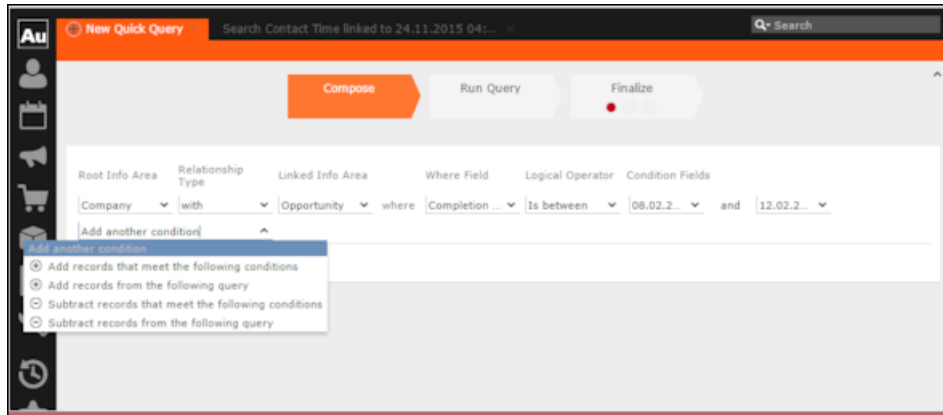 Au
New Quick Query
Search Contact Time linked to 24.11.2015 04:...
Search
Compose
Run Query
Finalize
Root Info Area
Relationship Type
Linked Info Area
Where Field
Logical Operator
Condition Fields
Company
with
Opportunity
where
Completion ...
Is between
08.02.2...
and
12.02.2...
Add another condition
Add another condition
Add records that meet the following conditions
Add records from the following query
Subtract records that meet the following conditions
Subtract records from the following query